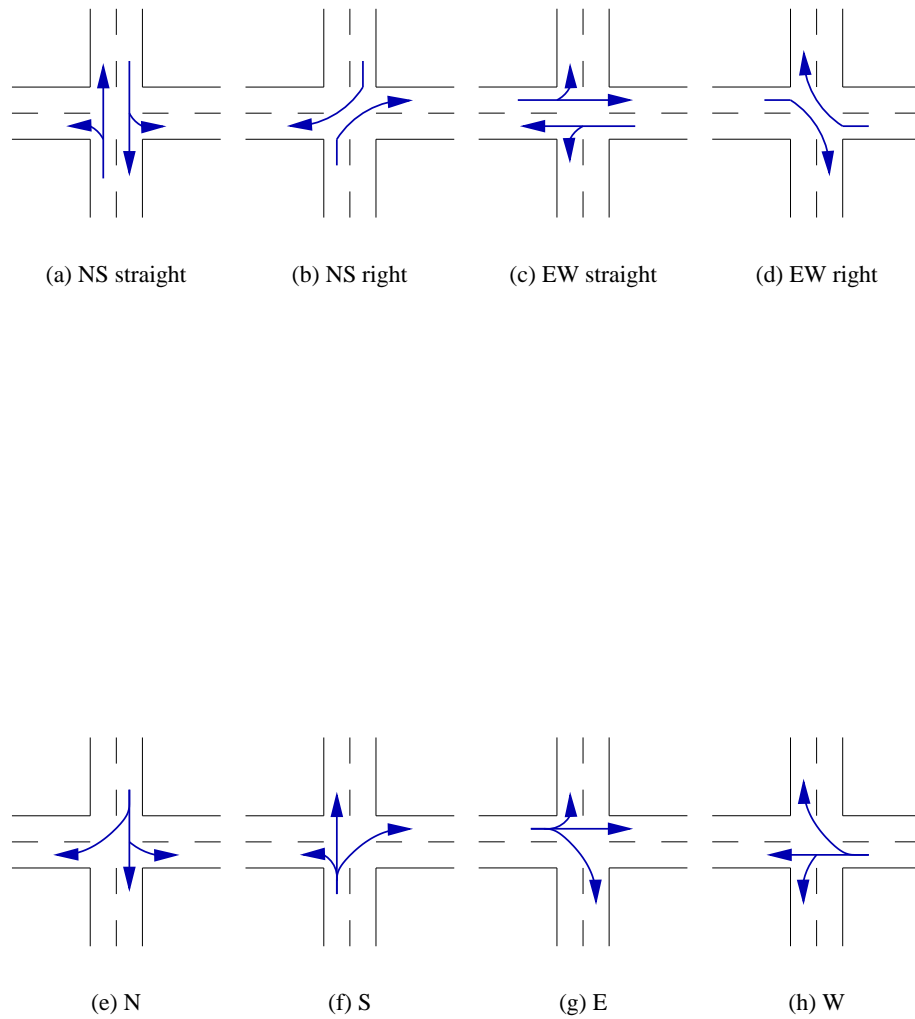 (a) NS straight
(b) NS right
(c) EW straight
(d) EW right
(e) N
(f) S
(g) E
(h) W